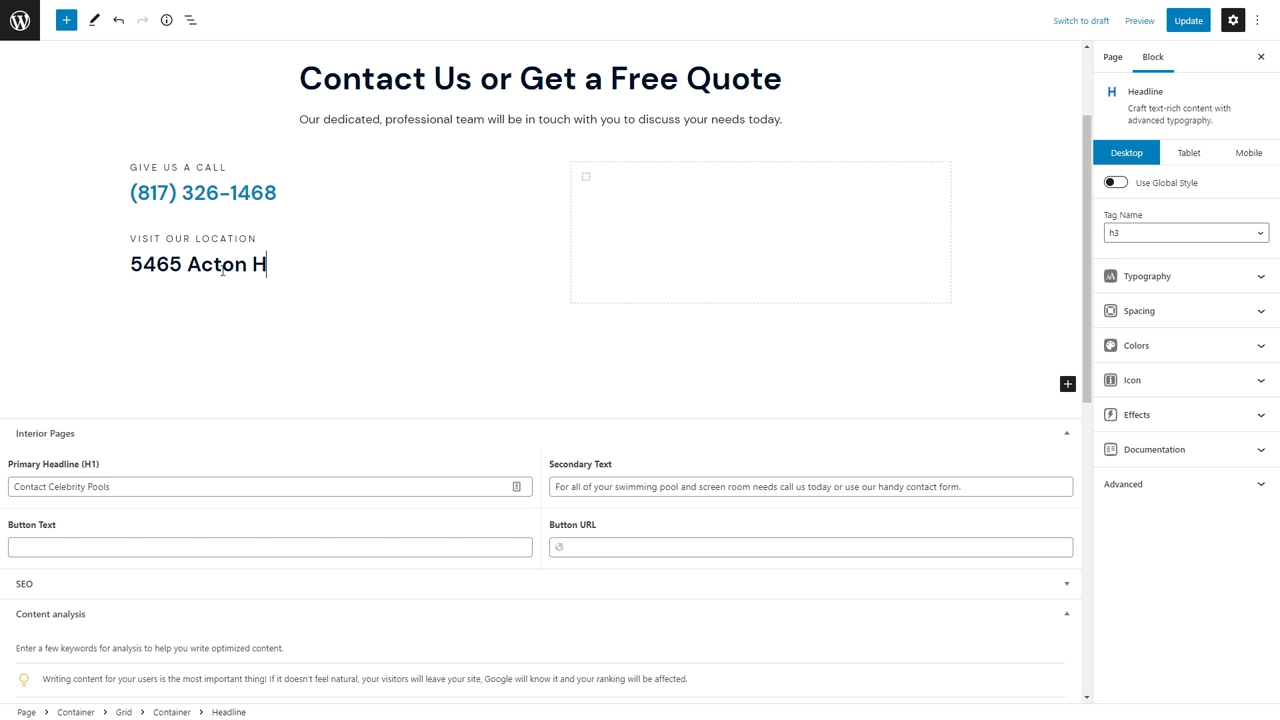 Switch to draft Preview Update
Contact Us or Get a Free Quote
Our dedicated, professional team will be in touch with you to discuss your needs today.
GIVE US A CALL
(817) 326-1468
VISIT OUR LOCATION
5465 Acton H
Page Block
Headline
Craft text-rich content with
advanced typography.
Desktop Tablet Mobile
Use Global Style
Tag Name
h3
Typography
Spacing
Colors
Icon
Effects
Documentation
Advanced
Interior Pages
Primary Headline (H1)
Contact Celebrity Pools
Secondary Text
For all of your swimming pool and screen room needs call us today or use our handy contact form.
Button Text
Button URL
SEO
Content analysis
Enter a few keywords for analysis to help you write optimized content.
Writing content for your users is the most important thing! If it doesn't feel natural, your visitors will leave your site, Google will know it and your ranking will be affected.
Page Container Grid Container Headline